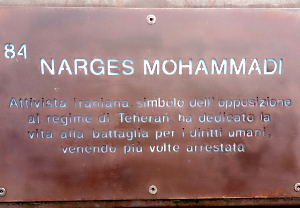 84
NARGES MOHAMMADI
Attivista iraniana simbolo dell'opposizione
al regime di Teheran ha dedicato la
vita alla battaglia per i diritti umani,
venendo più volte arrestata